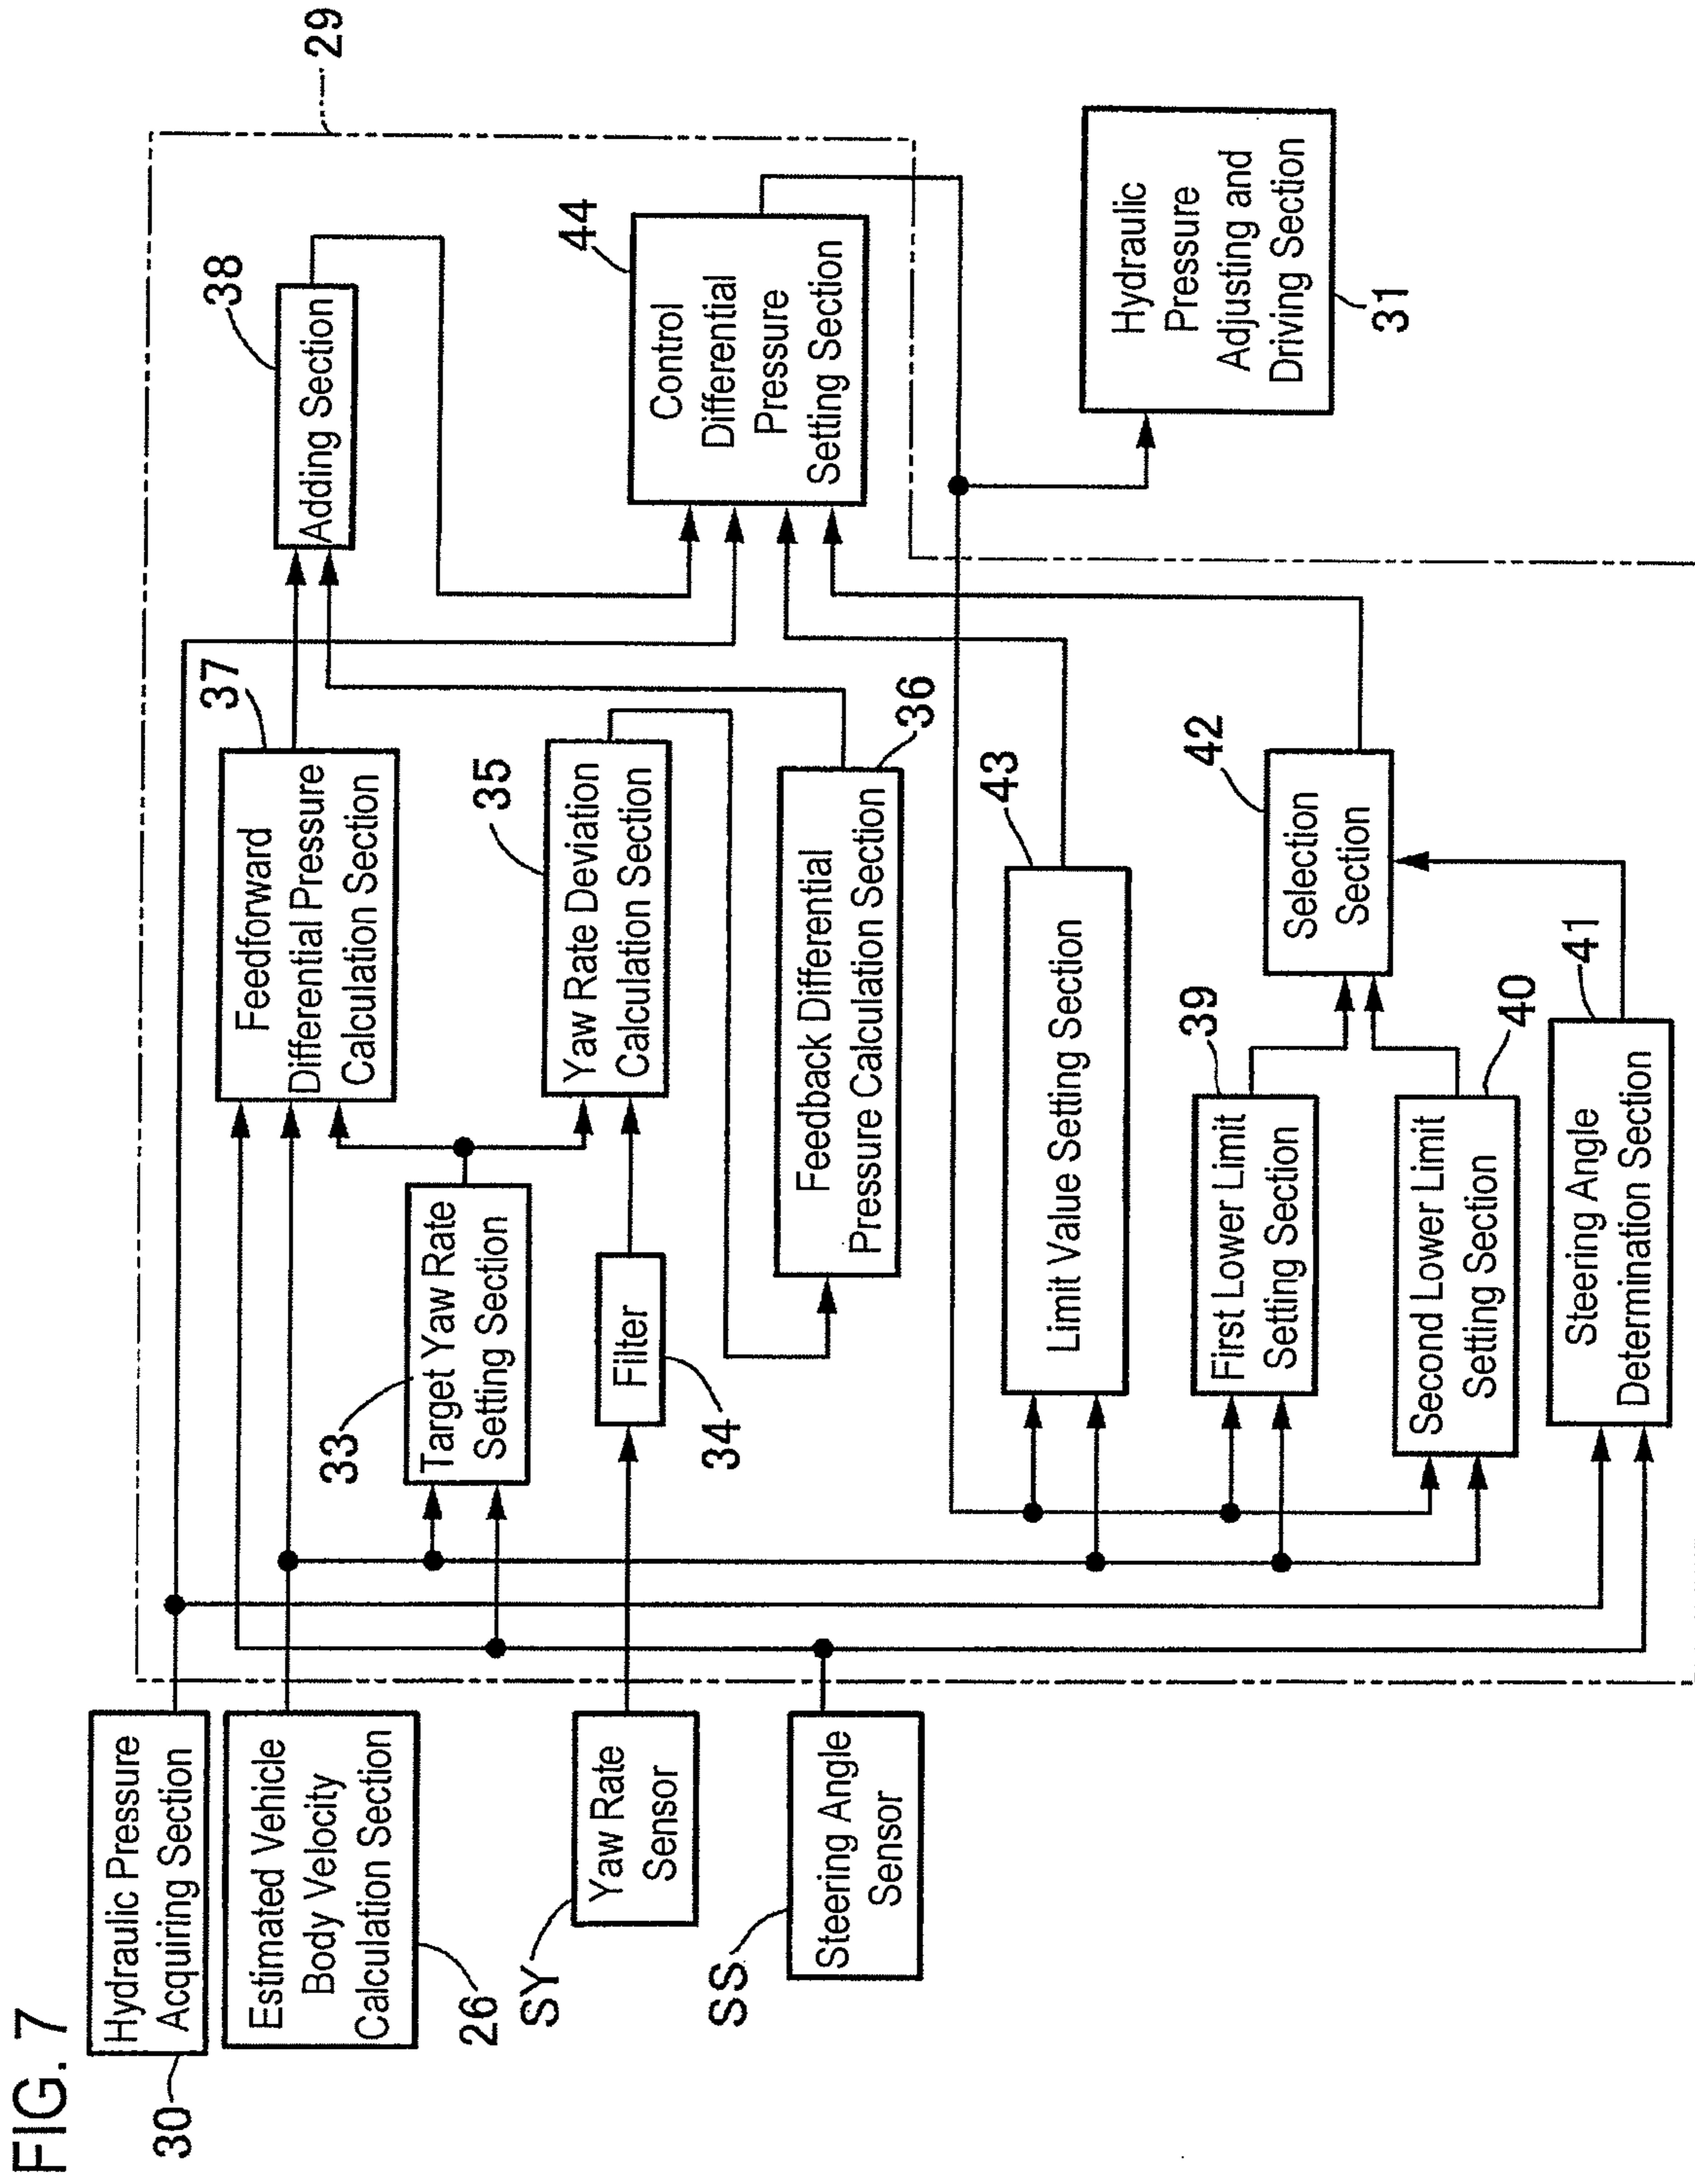 FIG. 7
30
Hydraulic Pressure
Acquiring Section
Estimated Vehicle
Body Velocity
Calculation Section
26
SY
Yaw Rate
Sensor
SS
Steering Angle
Sensor
29
33
Target Yaw Rate
Setting Section
Filter
34
37
Feedforward
Differential Pressure
Calculation Section
35
Yaw Rate Deviation
Calculation Section
Feedback Differential
Pressure Calculation Section
36
38
Adding Section
44
Control
Differential
Pressure
Setting Section
43
Limit Value Setting Section
39
First Lower Limit
Setting Section
Second Lower Limit
Setting Section
40
41
Steering Angle
Determination Section
42
Selection
Section
Hydraulic
Pressure
Adjusting and
Driving Section
31